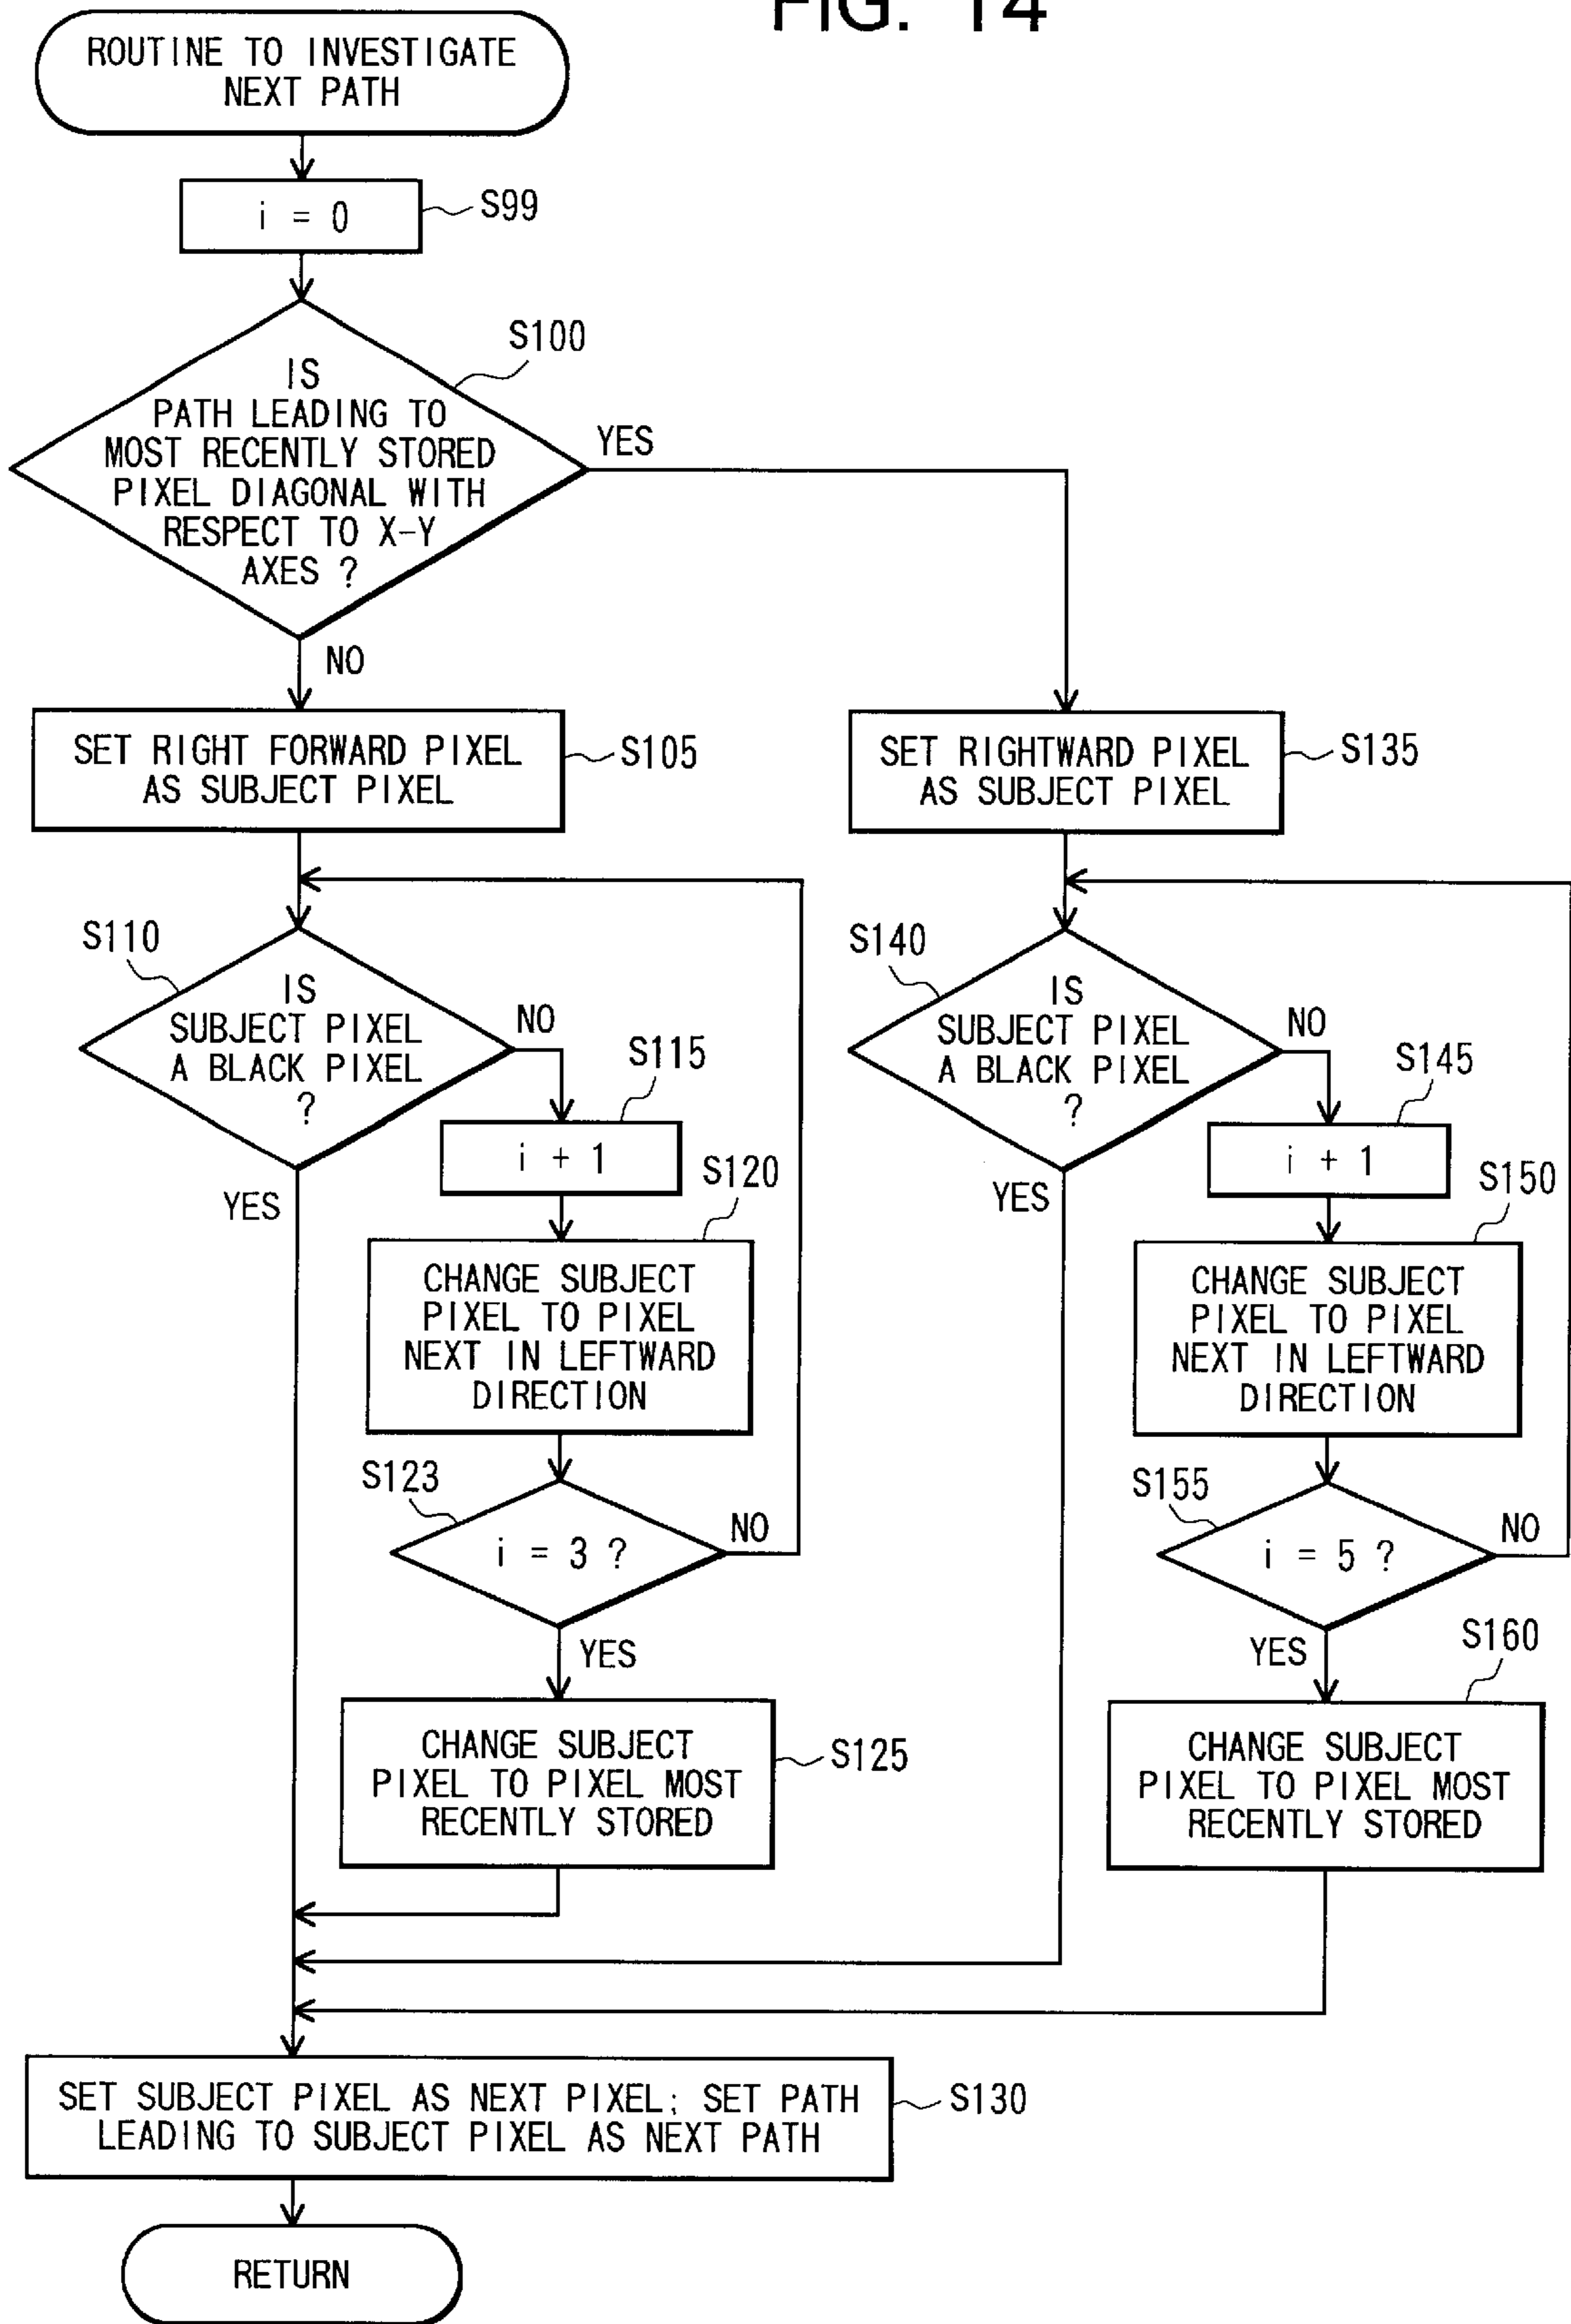 FIG. 14
ROUTINE TO INVESTIGATE
NEXT PATH
i = 0
S99
S100
IS
PATH LEADING TO
MOST RECENTLY STORED
PIXEL DIAGONAL WITH
RESPECT TO X-Y
AXES ?
YES
NO
SET RIGHT FORWARD PIXEL
AS SUBJECT PIXEL
S105
SET RIGHTWARD PIXEL
AS SUBJECT PIXEL
S135
S110
IS
SUBJECT PIXEL
A BLACK PIXEL
?
NO
YES
S115
i + 1
S120
CHANGE SUBJECT
PIXEL TO PIXEL
NEXT IN LEFTWARD
DIRECTION
S123
i = 3 ?
NO
YES
CHANGE SUBJECT
PIXEL TO PIXEL MOST
RECENTLY STORED
S125
S140
IS
SUBJECT PIXEL
A BLACK PIXEL
?
NO
YES
S145
i + 1
S150
CHANGE SUBJECT
PIXEL TO PIXEL
NEXT IN LEFTWARD
DIRECTION
S155
i = 5 ?
NO
YES
S160
CHANGE SUBJECT
PIXEL TO PIXEL MOST
RECENTLY STORED
SET SUBJECT PIXEL AS NEXT PIXEL; SET PATH
LEADING TO SUBJECT PIXEL AS NEXT PATH
S130
RETURN